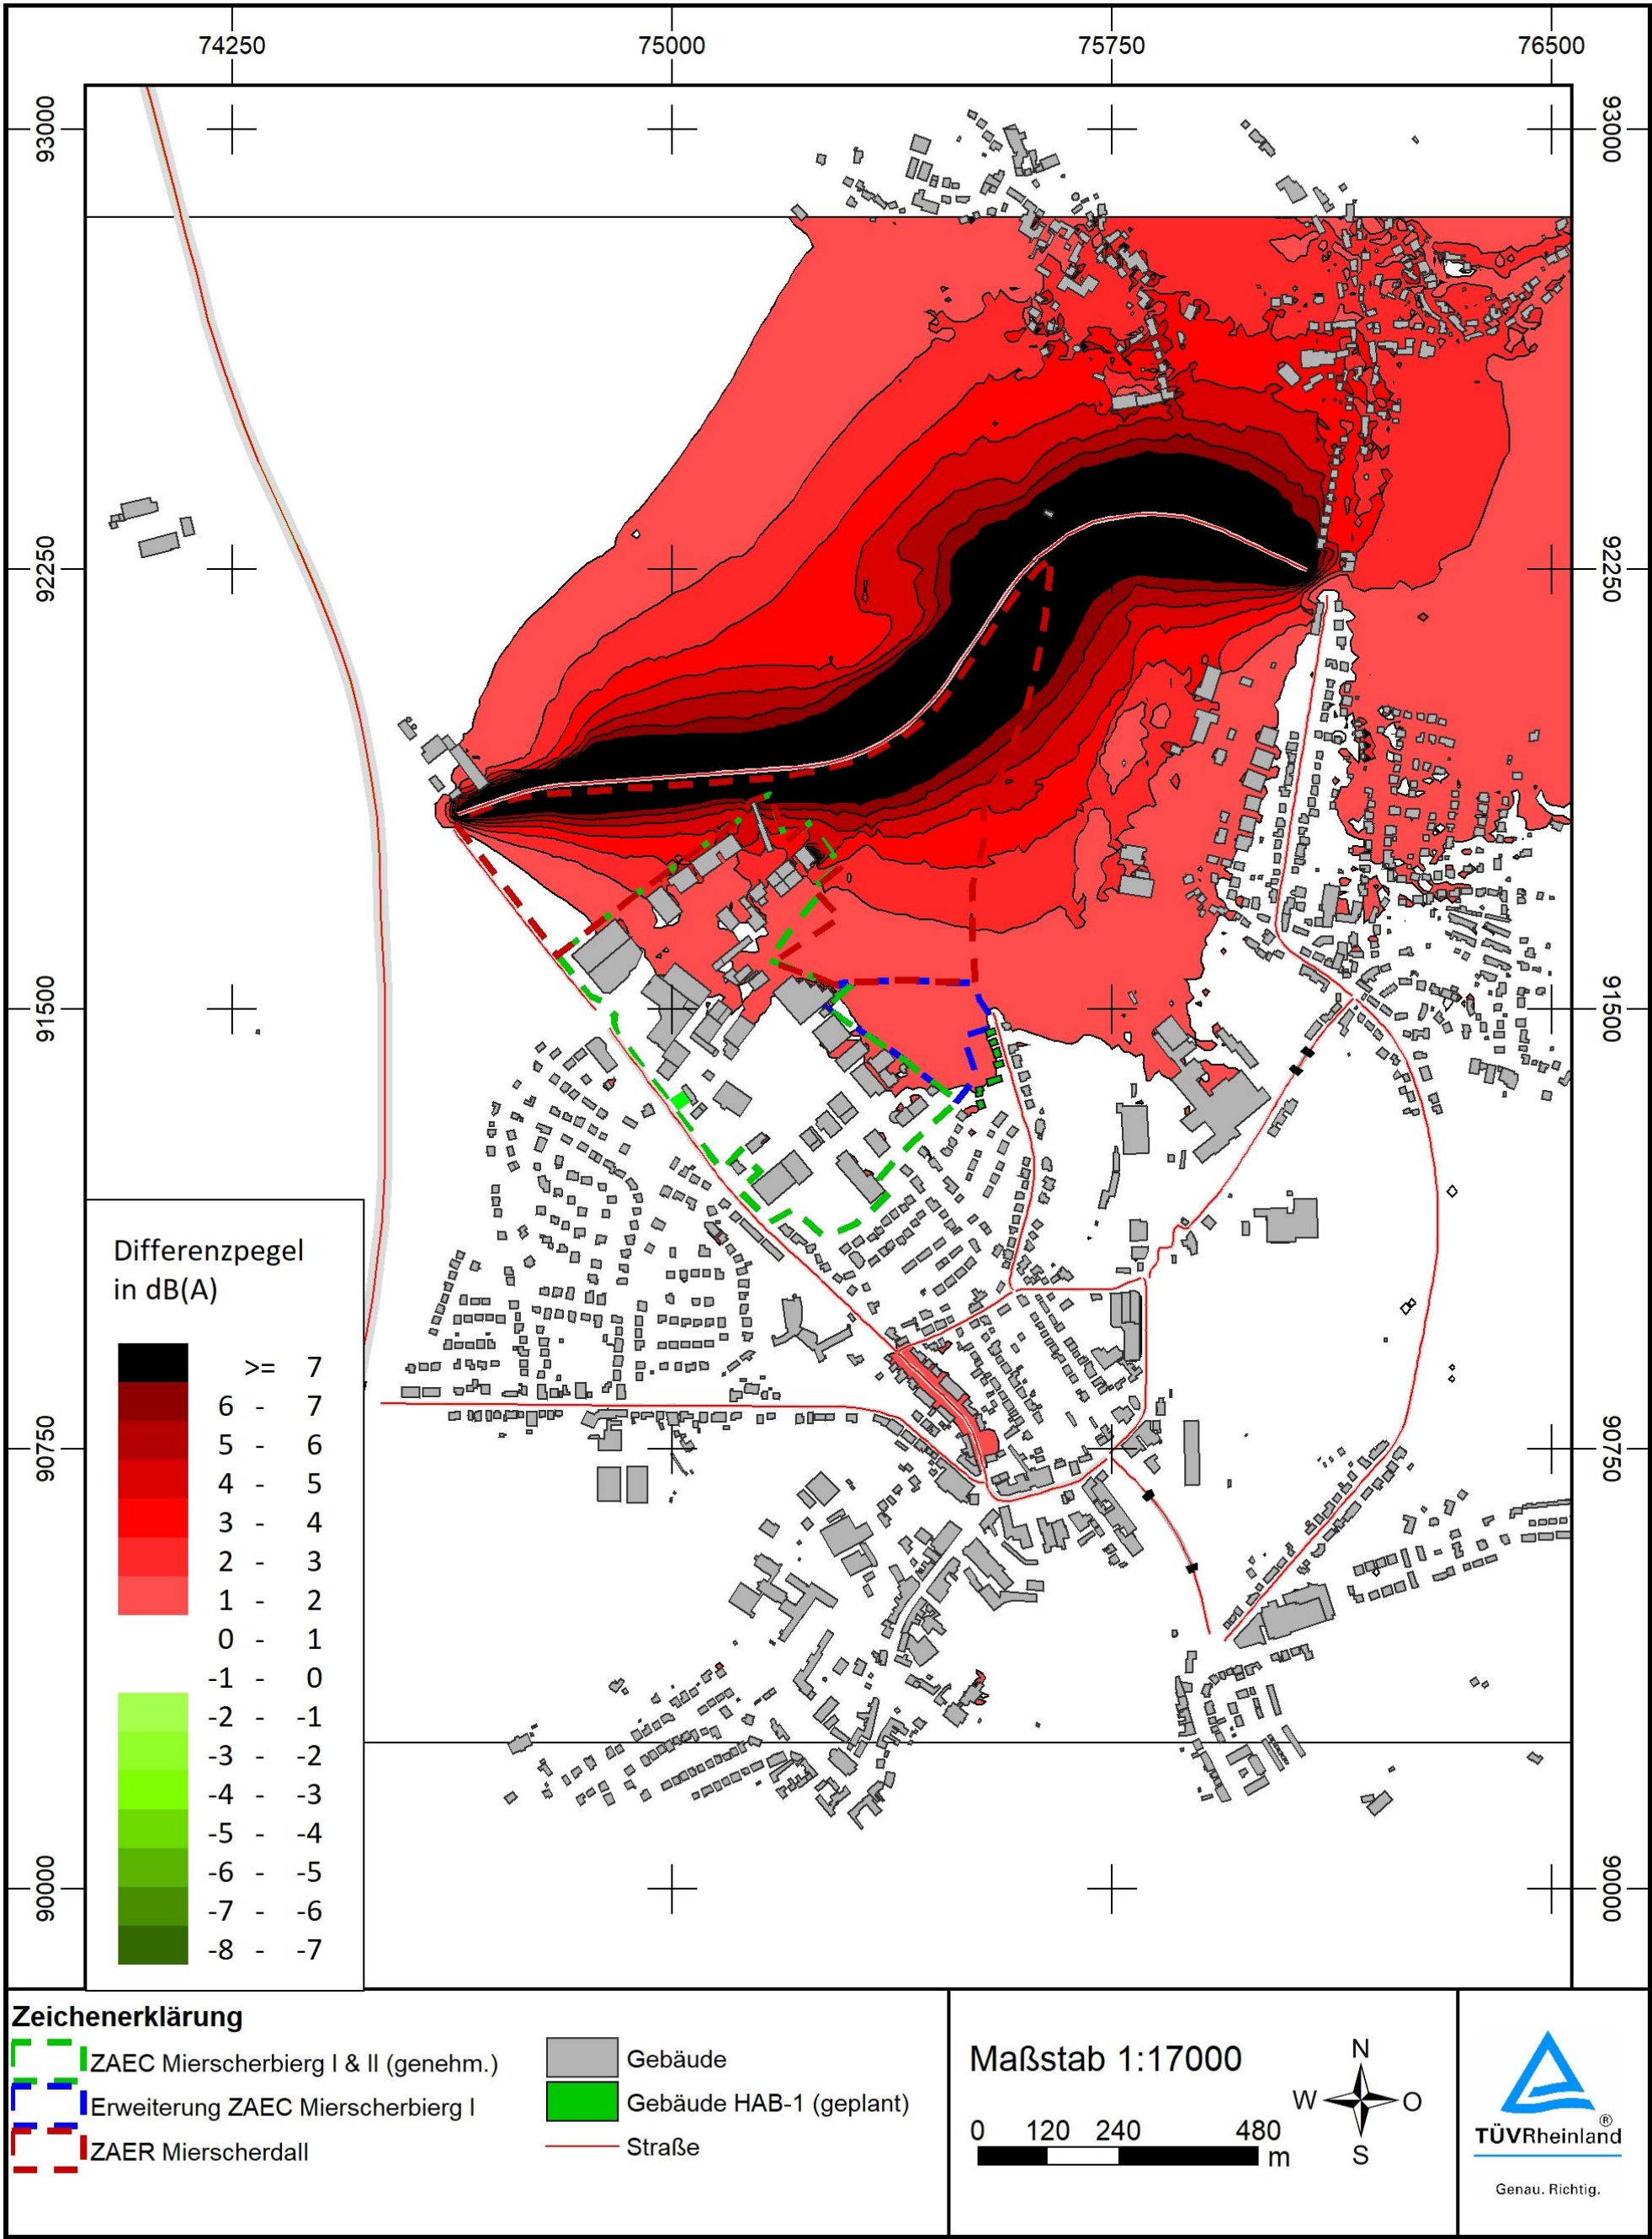 74250 75000 75750 76500
93000 93000
92250 92250
91500 91500
90750 90750
90000 90000
Differenzpegel
in dB(A)
>= 7
6 - 7
5 - 6
4 - 5
3 - 4
2 - 3
1 - 2
0 - 1
-1 - 0
-2 - -1
-3 - -2
-4 - -3
-5 - -4
-6 - -5
-7 - -6
-8 - -7
Zeichenerklärung
ZAEC Mierscherbierg I & II (genehm.)
Erweiterung ZAEC Mierscherbierg I
ZAER Mierscherdall
Gebäude
Gebäude HAB-1 (geplant)
Straße
Maßstab 1:17000
0 120 240 480
m
N
W O
S
®
TÜVRheinland
Genau. Richtig.